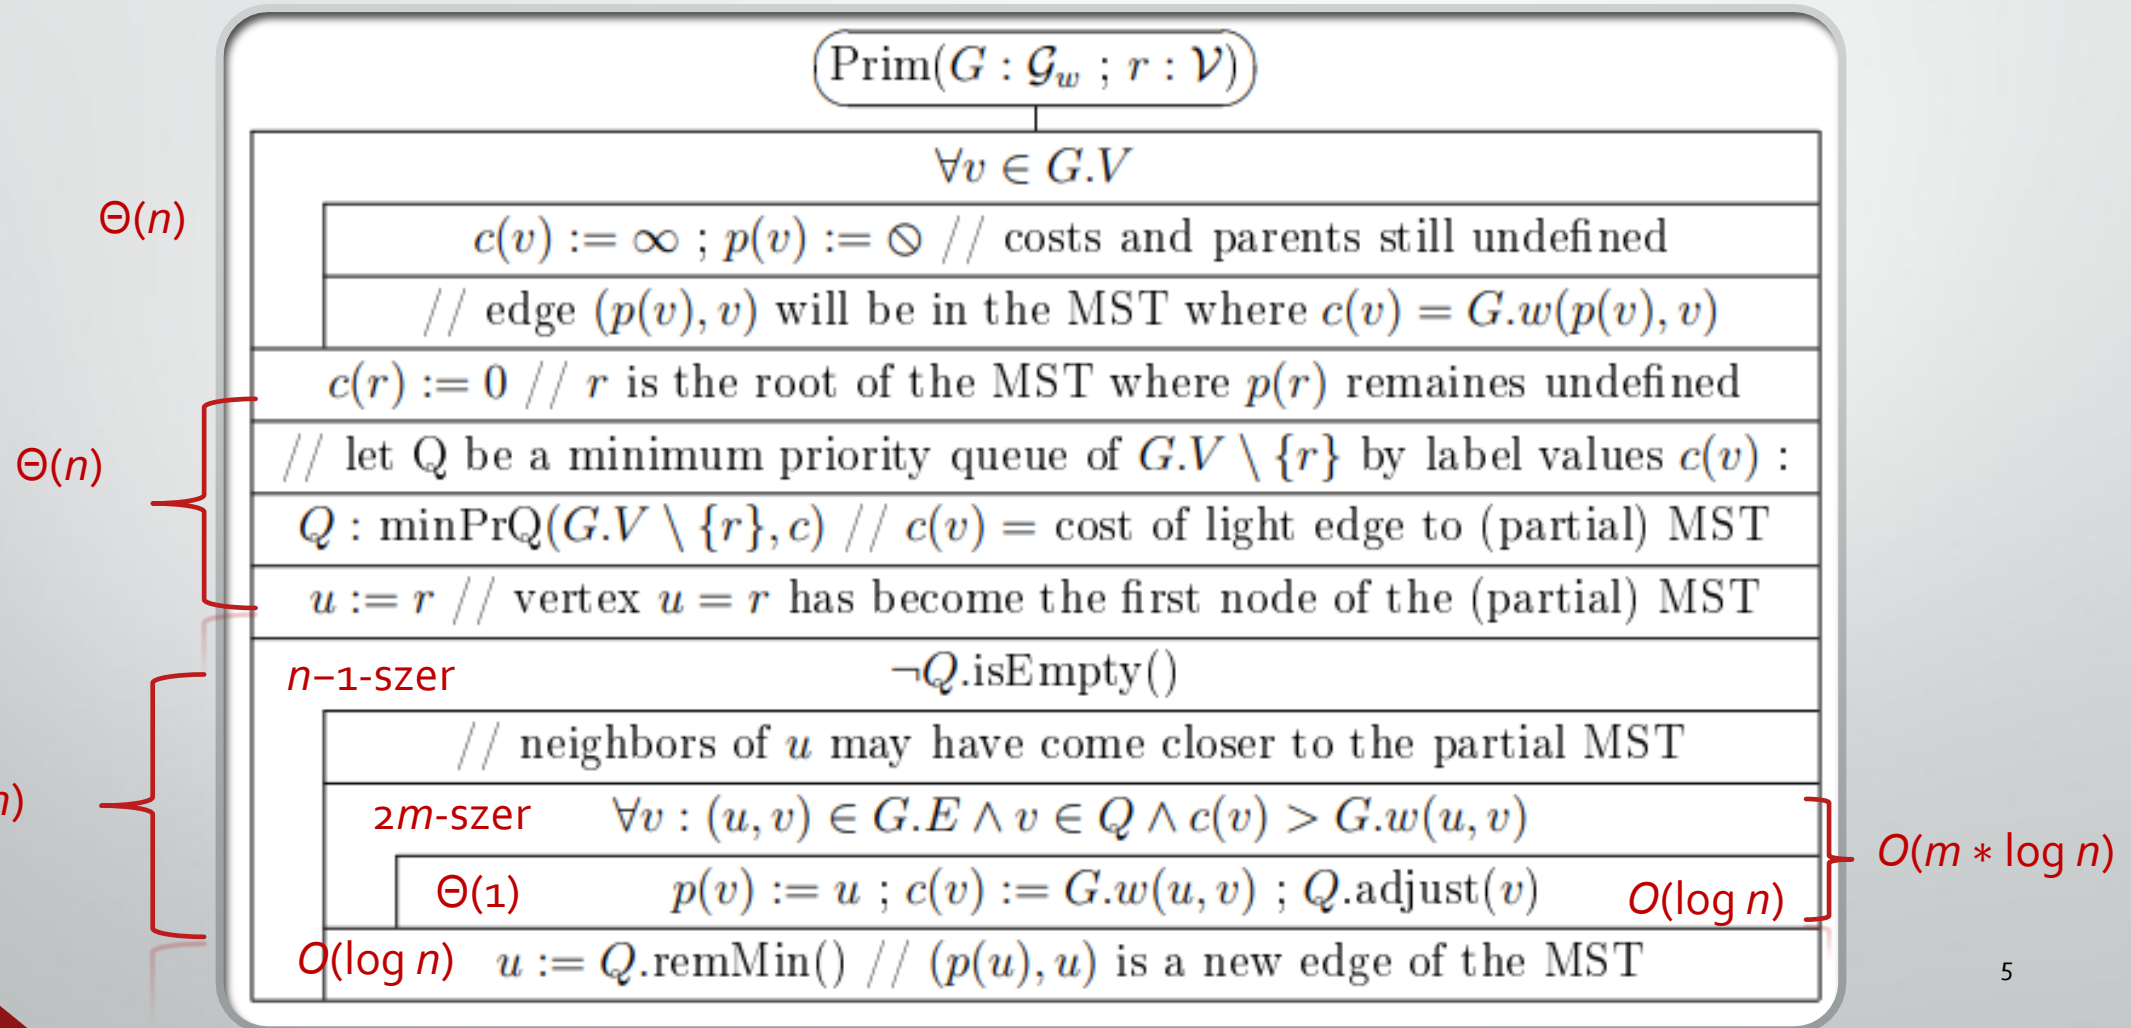 Prim(G : 𝒢_w ; r : 𝒱)
∀v ∈ G.V
Θ(n)
c(v) := ∞ ; p(v) := ⦸ // costs and parents still undefined
// edge (p(v), v) will be in the MST where c(v) = G.w(p(v), v)
c(r) := 0 // r is the root of the MST where p(r) remaines undefined
Θ(n)
// let Q be a minimum priority queue of G.V \ {r} by label values c(v) :
Q : minPrQ(G.V \ {r}, c) // c(v) = cost of light edge to (partial) MST
u := r // vertex u = r has become the first node of the (partial) MST
n–1-szer ¬Q.isEmpty()
// neighbors of u may have come closer to the partial MST
2m-szer ∀v : (u, v) ∈ G.E ∧ v ∈ Q ∧ c(v) > G.w(u, v)
O(m * log n)
Θ(1) p(v) := u ; c(v) := G.w(u, v) ; Q.adjust(v) O(log n)
O(log n) u := Q.remMin() // (p(u), u) is a new edge of the MST
5